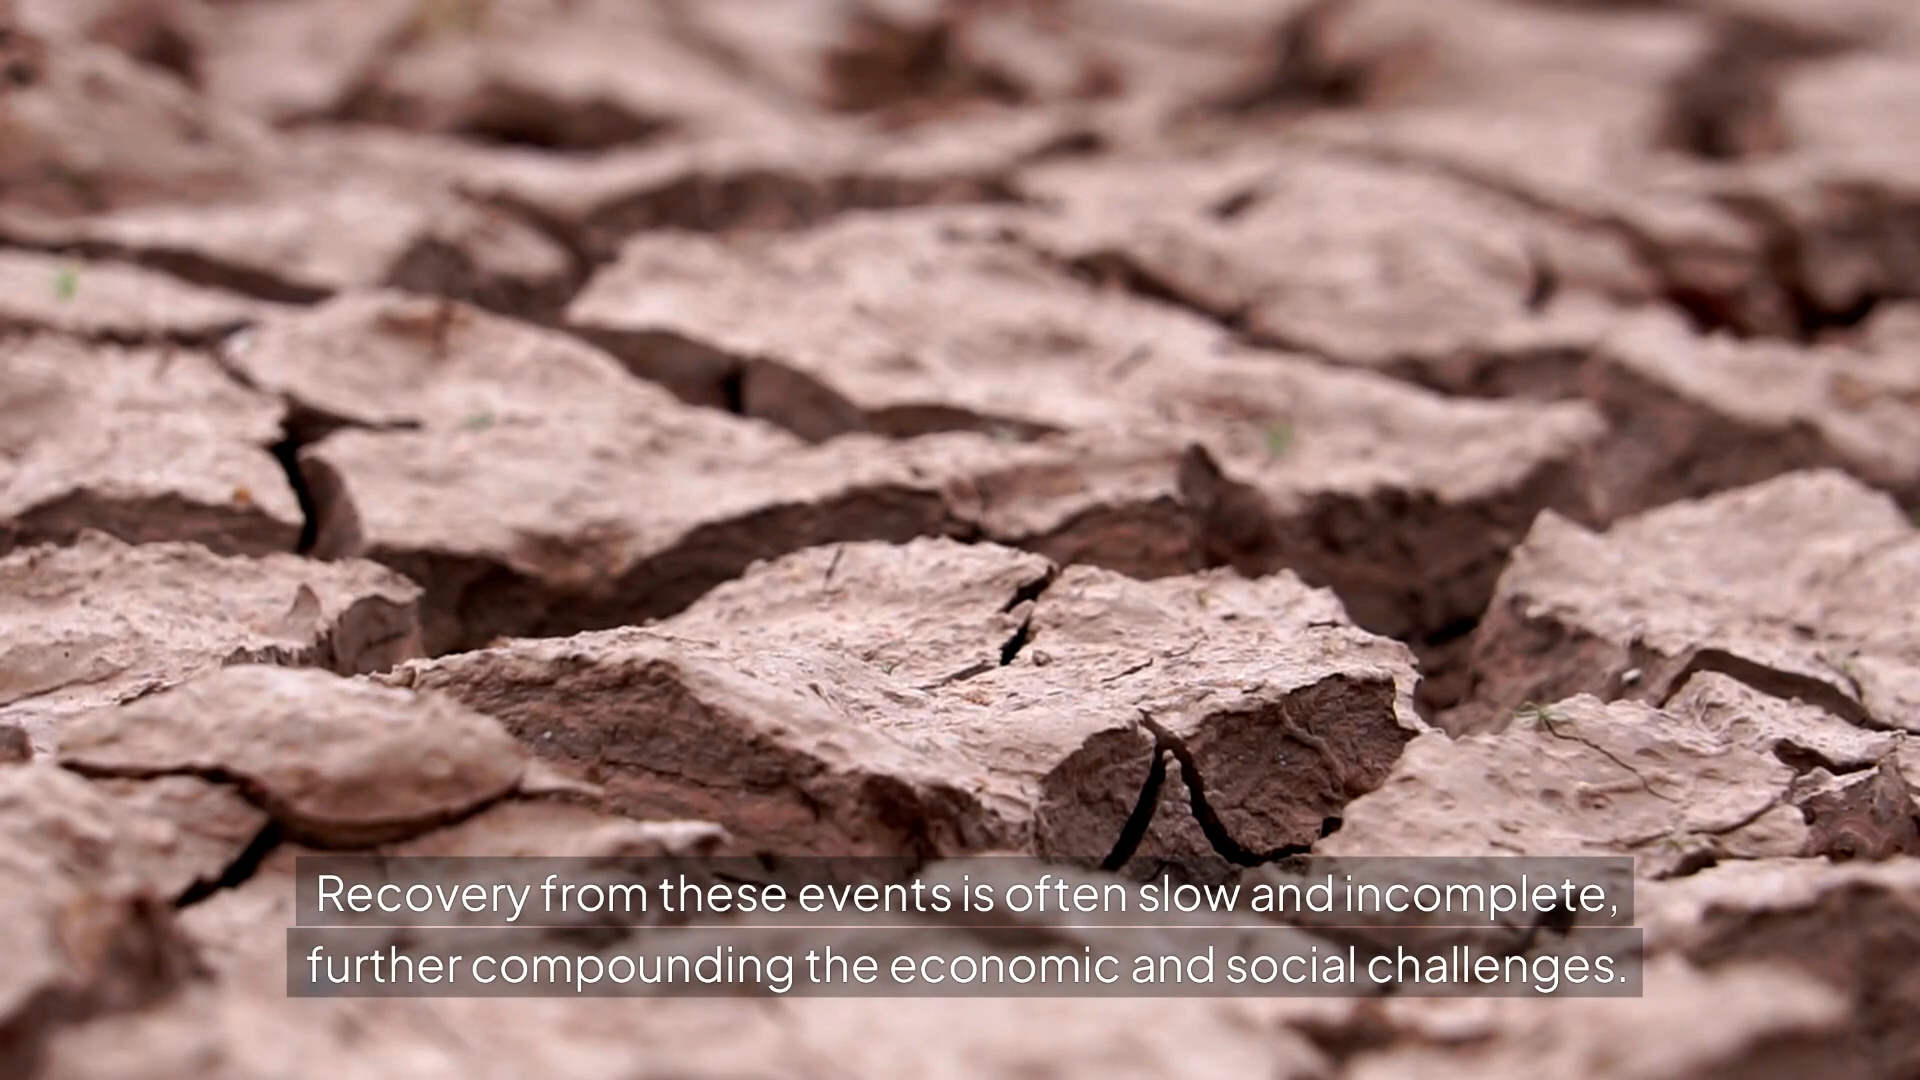 Recovery from these events is often slow and incomplete,
further compounding the economic and social challenges.